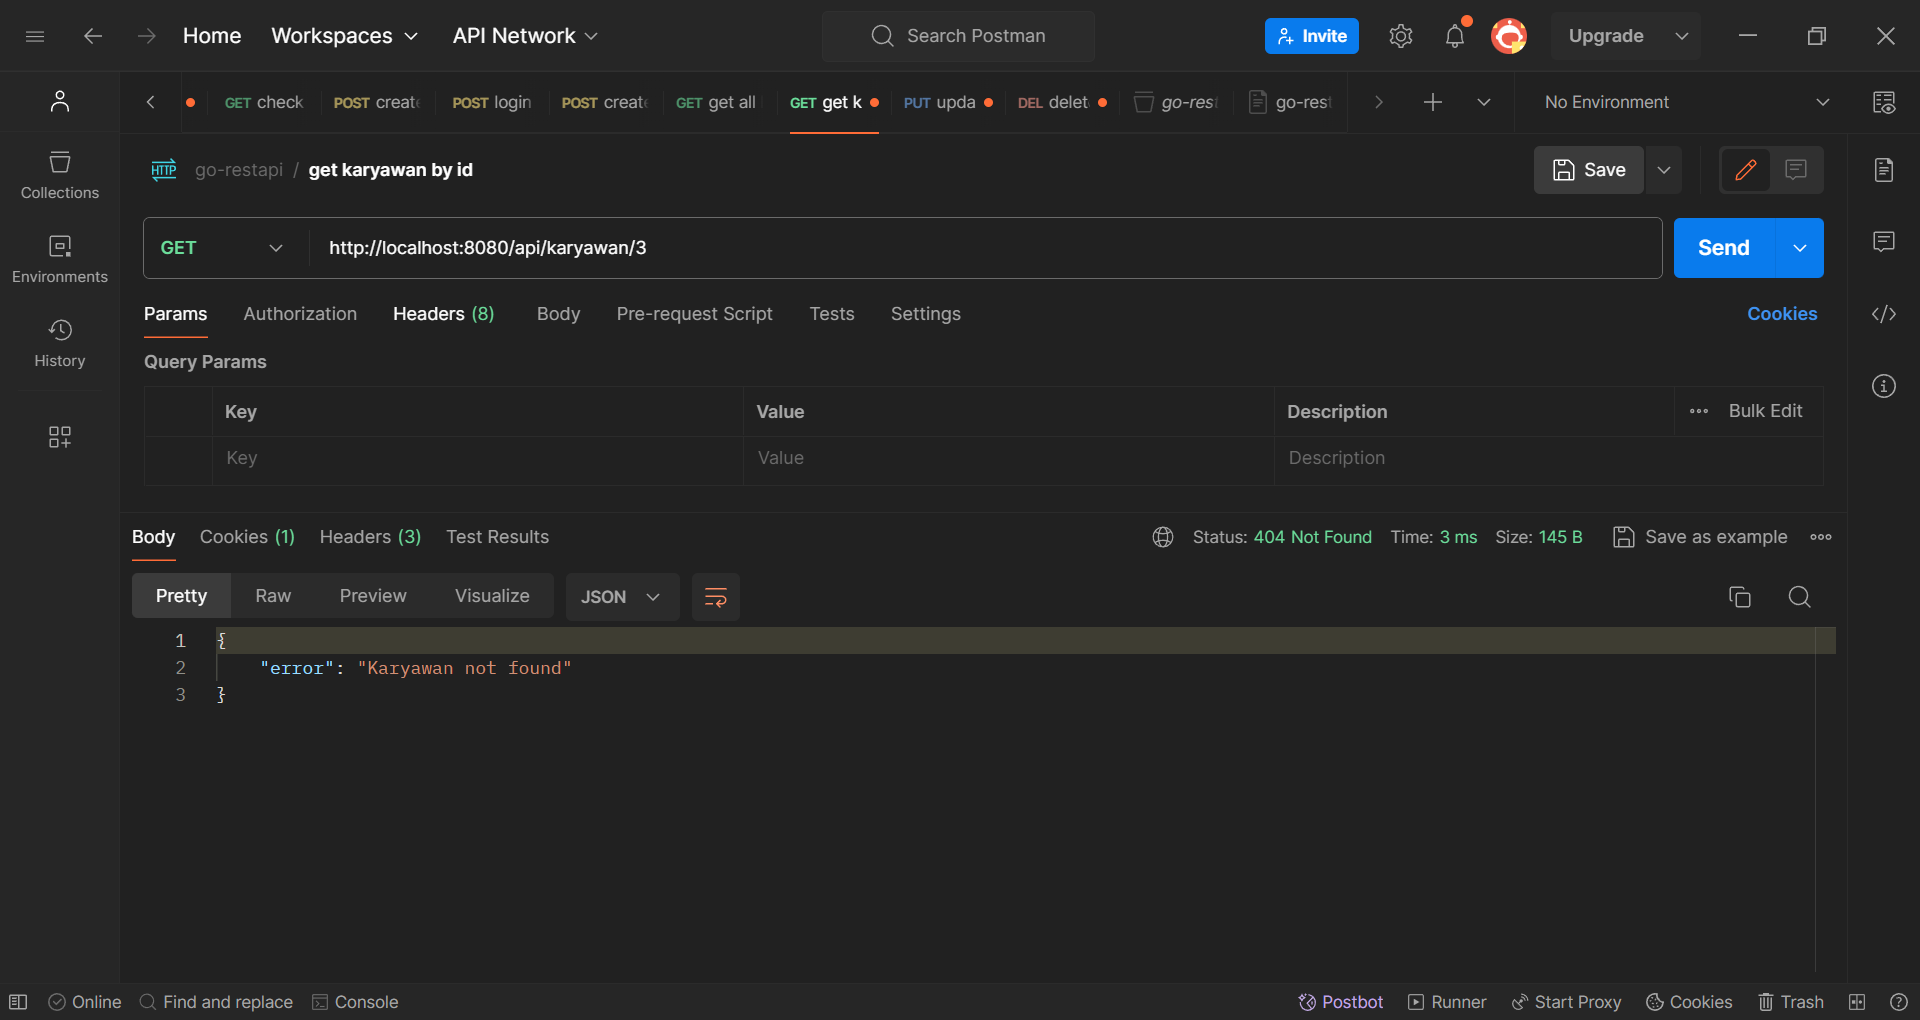 Home Workspaces API Network Search Postman Invite Upgrade
GET check POST create POST login POST create GET get all GET get k PUT upda DEL delet go-rest go-rest No Environment
HTTP go-restapi / get karyawan by id Save
Collections
Environments
History
GET http://localhost:8080/api/karyawan/3 Send
Params Authorization Headers (8) Body Pre-request Script Tests Settings Cookies
Query Params
Key Value Description Bulk Edit
Key Value Description
Body Cookies (1) Headers (3) Test Results Status: 404 Not Found Time: 3 ms Size: 145 B Save as example
Pretty Raw Preview Visualize JSON
1 {
2 "error": "Karyawan not found"
3 }
Online Find and replace Console Postbot Runner Start Proxy Cookies Trash